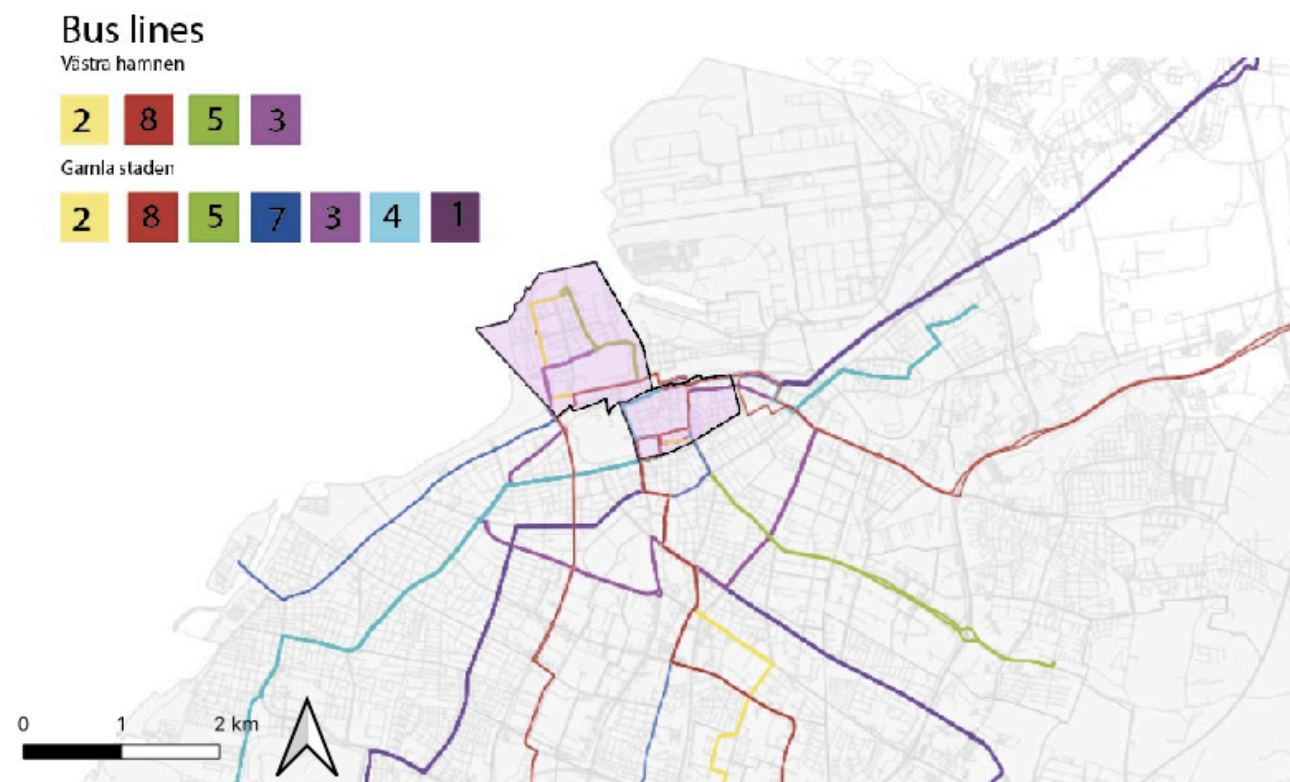 Bus lines
Västra hamnen
2 8 5 3
Gamla staden
2 8 5 7 3 4 1
0 1 2 km